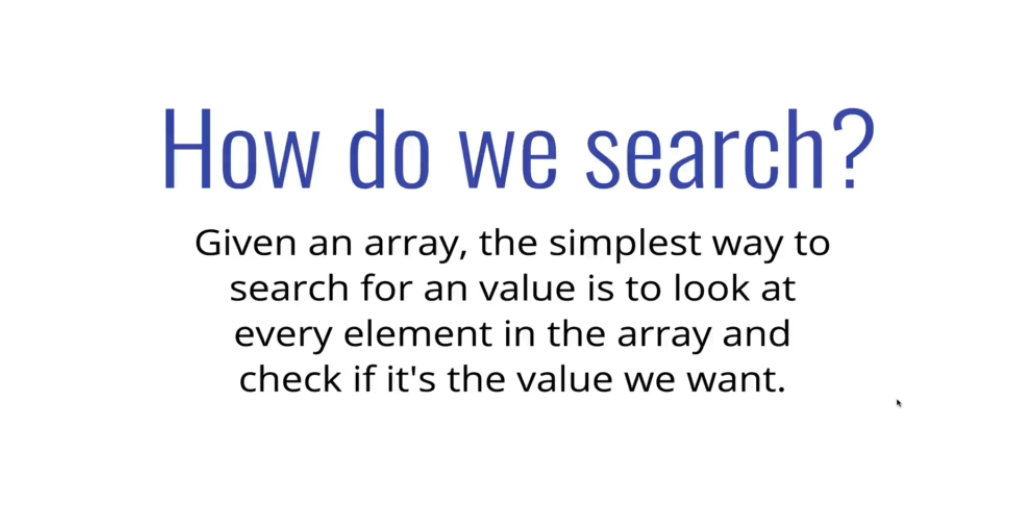 How do we search?
Given an array, the simplest way to
search for an value is to look at
every element in the array and
check if it's the value we want.